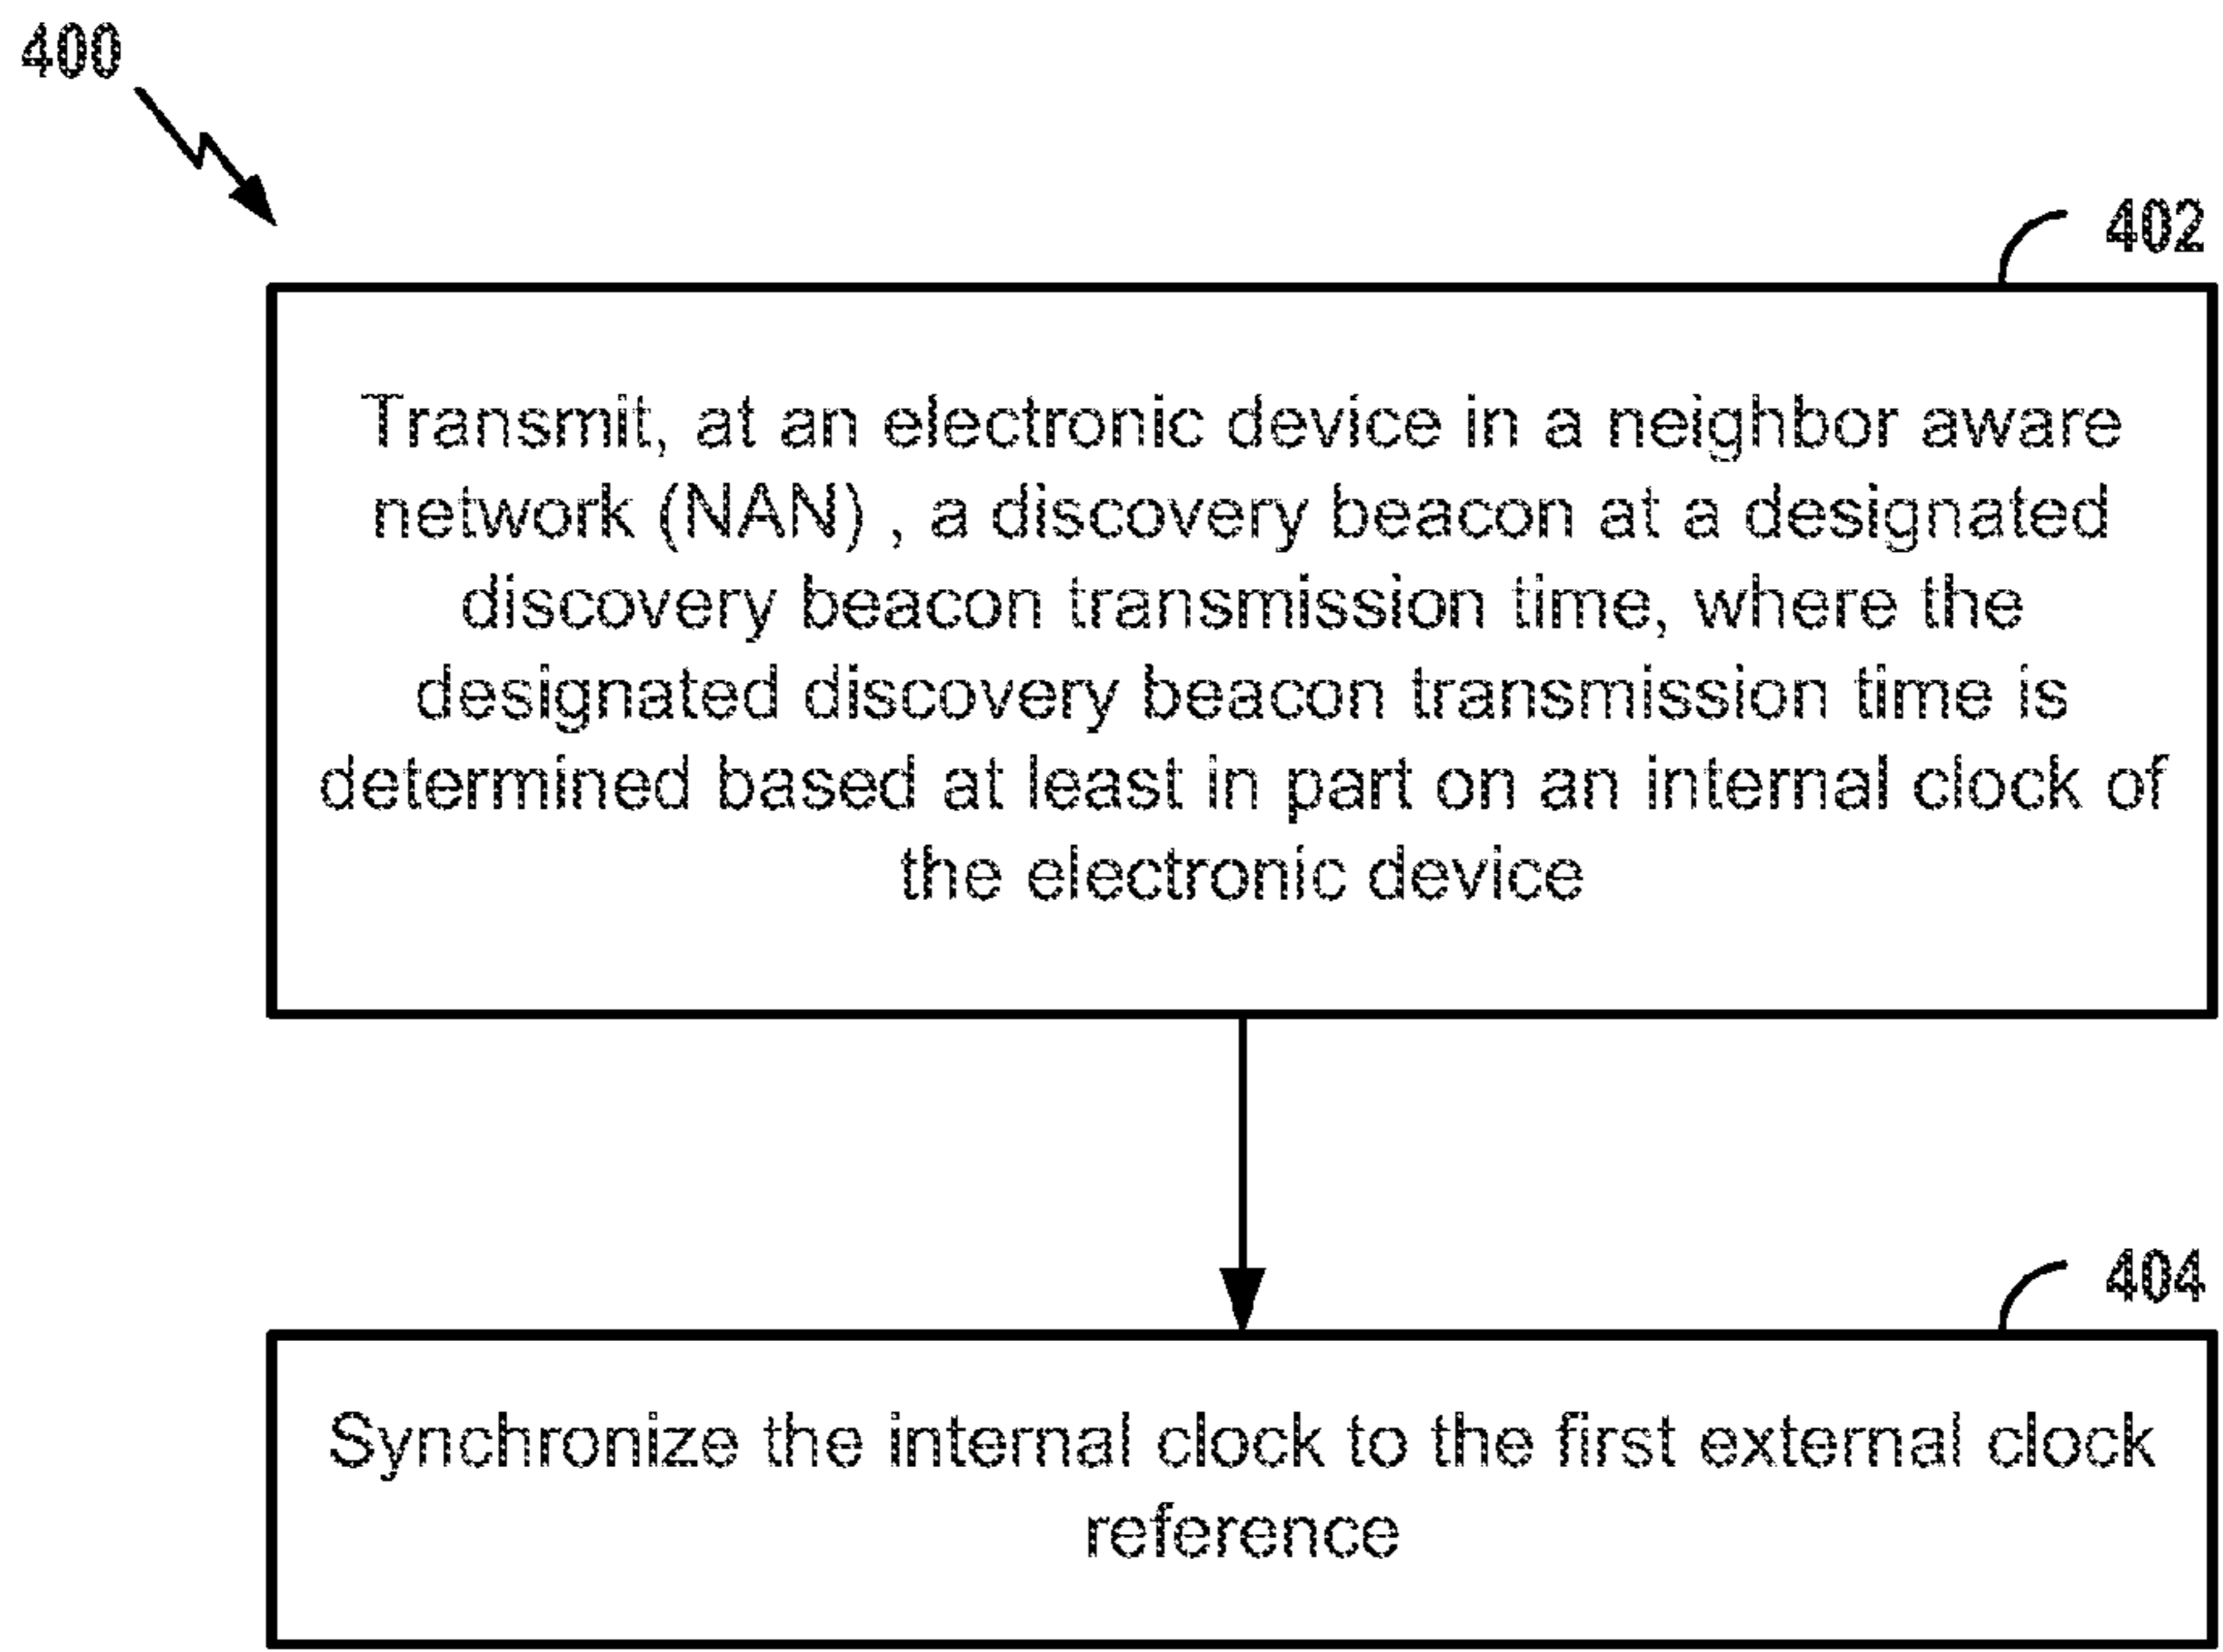 400
402
Transmit, at an electronic device in a neighbor aware
network (NAN) , a discovery beacon at a designated
discovery beacon transmission time, where the
designated discovery beacon transmission time is
determined based at least in part on an internal clock of
the electronic device
404
Synchronize the internal clock to the first external clock
reference